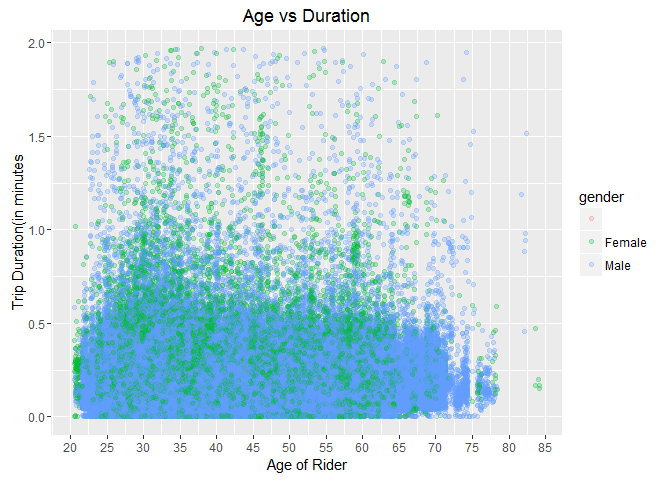 Age vs Duration
2.0
1.5
1.0
0.5
0.0
Trip Duration(in minutes
20 25 30 35 40 45 50 55 60 65 70 75 80 85
Age of Rider
gender
Female
Male